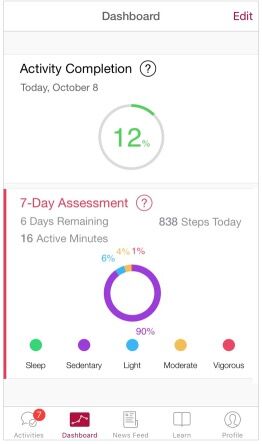 Dashboard Edit
Activity Completion ?
Today, October 8
12%
7-Day Assessment ?
6 Days Remaining 838 Steps Today
16 Active Minutes
6% 4% 1%
90%
Sleep Sedentary Light Moderate Vigorous
7
Activities Dashboard News Feed Learn Profile